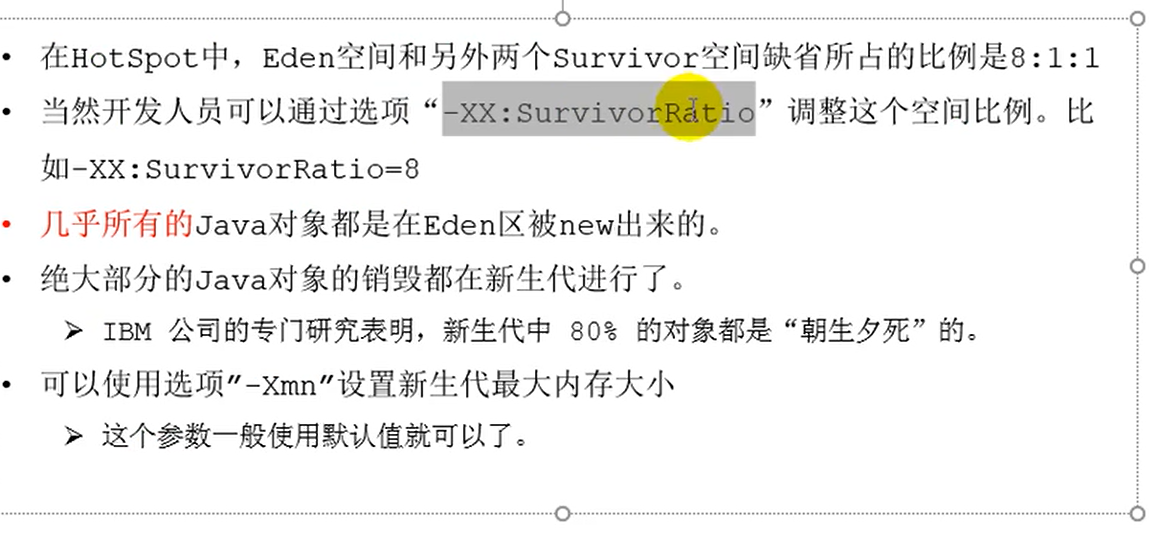 • 在HotSpot中，Eden空间和另外两个Survivor空间缺省所占的比例是8:1:1
• 当然开发人员可以通过选项“-XX:SurvivorRatio”调整这个空间比例。比
如-XX:SurvivorRatio=8
• 几乎所有的Java对象都是在Eden区被new出来的。
• 绝大部分的Java对象的销毁都在新生代进行了。
➢ IBM 公司的专门研究表明，新生代中 80% 的对象都是“朝生夕死”的。
• 可以使用选项"-Xmn"设置新生代最大内存大小
➢ 这个参数一般使用默认值就可以了。